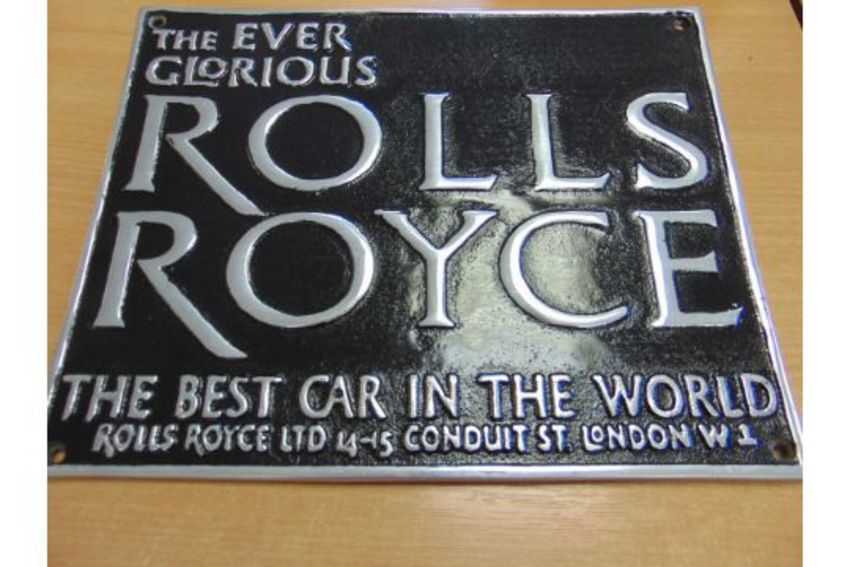 THE EVER
GLORIOUS
ROLLS
ROYCE
THE BEST CAR IN THE WORLD
ROLLS ROYCE LTD 14-15 CONDUIT ST. LONDON W 1